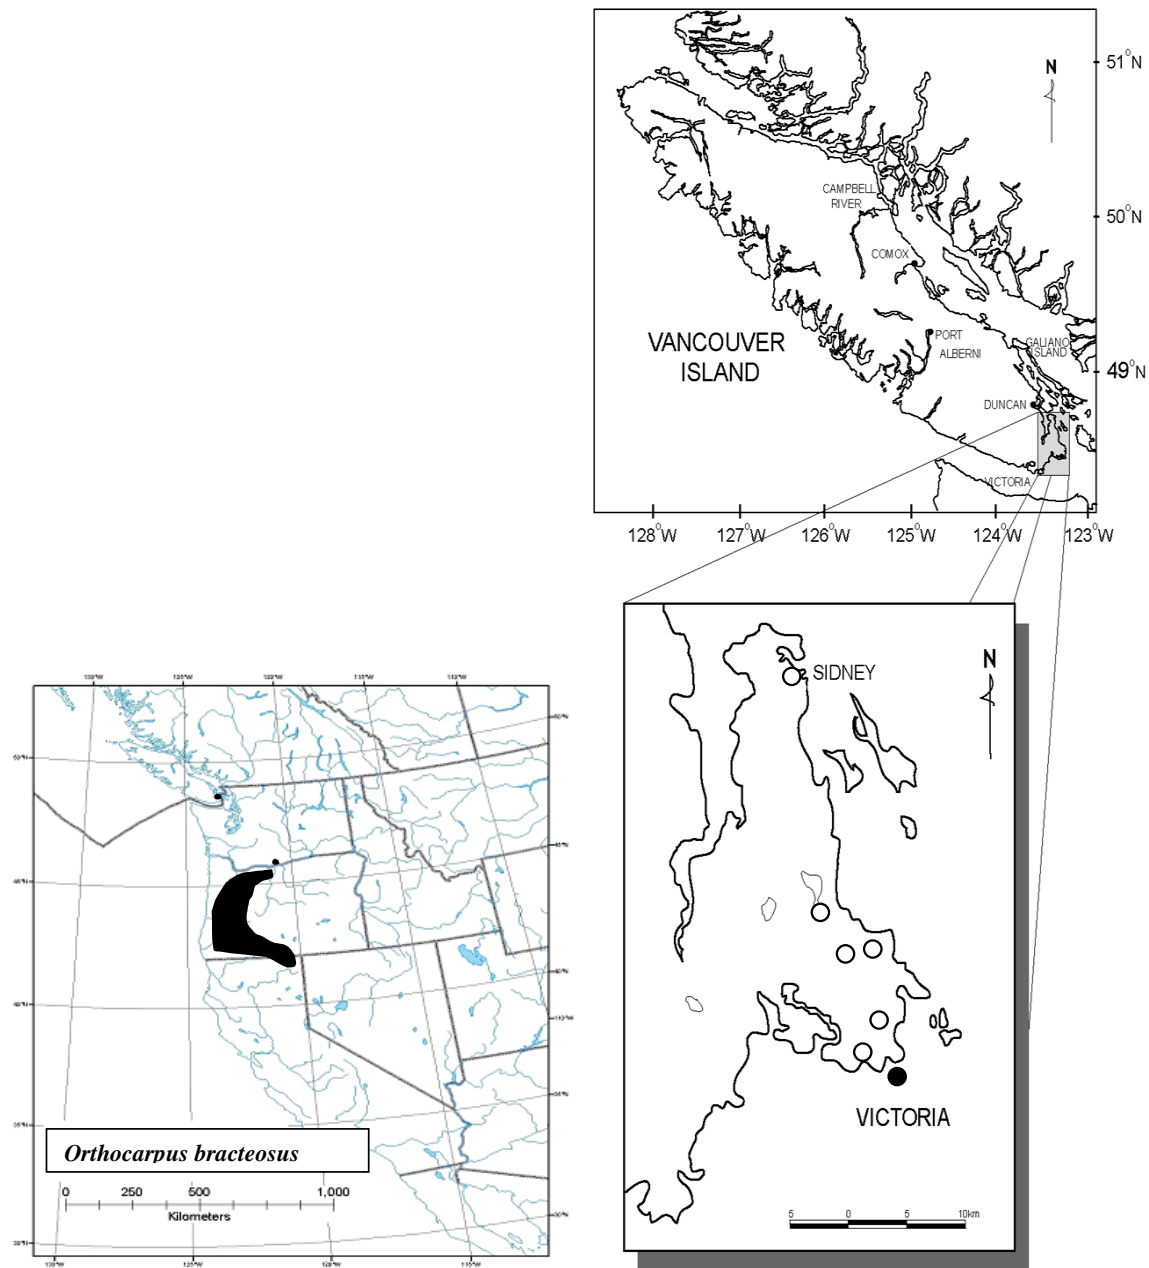 51°N
N
CAMPBELL
RIVER
50°N
COMOX
VANCOUVER
ISLAND
PORT
ALBERNI
GALIANO
ISLAND
49°N
DUNCAN
VICTORIA
128°W 127°W 126°W 125°W 124°W 123°W
N
SIDNEY
VICTORIA
5 0 5 10km
Orthocarpus bracteosus
0 250 500 1,000
Kilometers